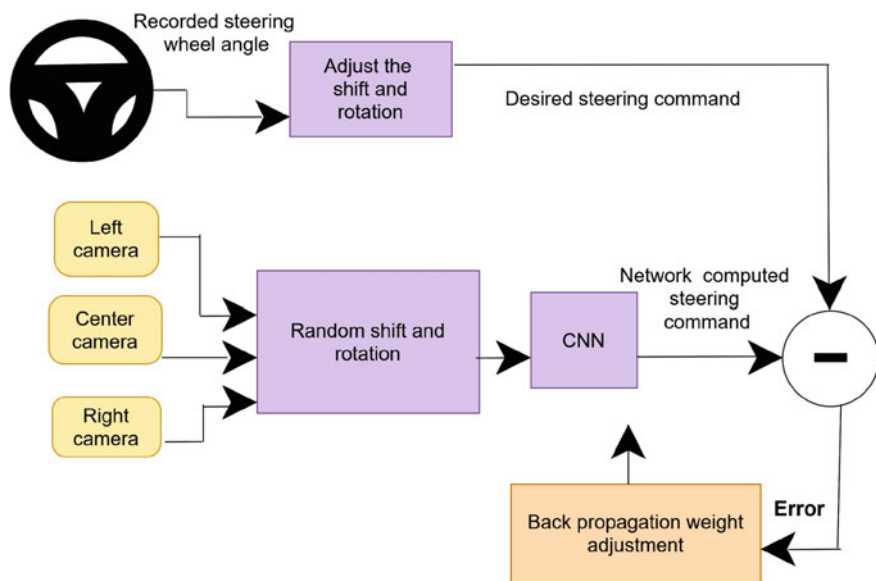 Recorded steering
wheel angle
Adjust the
shift and
rotation
Desired steering command
Left
camera
Center
camera
Right
camera
Random shift and
rotation
CNN
Network computed
steering
command
Error
Back propagation weight
adjustment